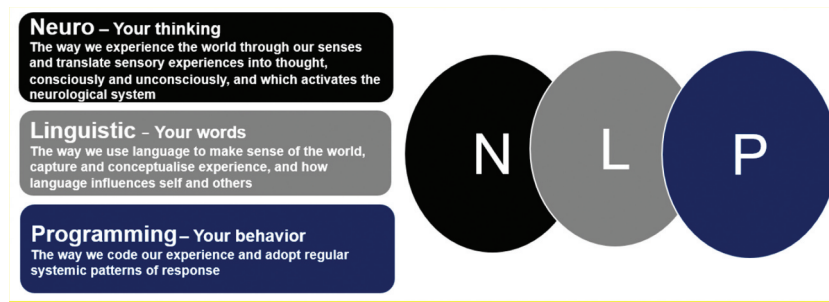 Neuro – Your thinking
The way we experience the world through our senses
and translate sensory experiences into thought,
consciously and unconsciously, and which activates the
neurological system
Linguistic – Your words
The way we use language to make sense of the world,
capture and conceptualise experience, and how
language influences self and others
Programming – Your behavior
The way we code our experience and adopt regular
systemic patterns of response
N L P